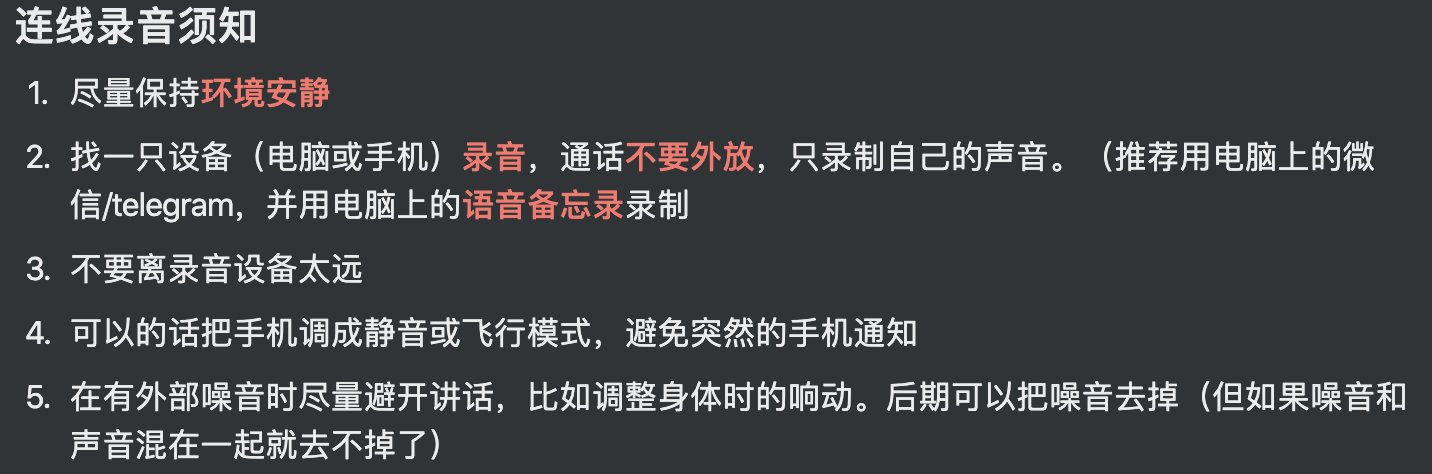 连线录音须知
1. 尽量保持环境安静
2. 找一只设备（电脑或手机）录音，通话不要外放，只录制自己的声音。（推荐用电脑上的微
信/telegram，并用电脑上的语音备忘录录制
3. 不要离录音设备太远
4. 可以的话把手机调成静音或飞行模式，避免突然的手机通知
5. 在有外部噪音时尽量避开讲话，比如调整身体时的响动。后期可以把噪音去掉（但如果噪音和
声音混在一起就去不掉了）